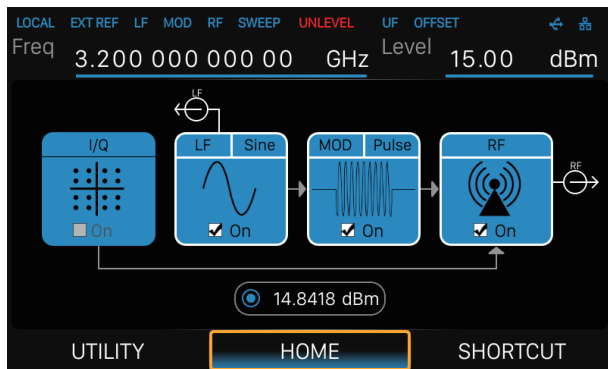 LOCAL EXT REF LF MOD RF SWEEP UNLEVEL UF OFFSET
Freq 3.200 000 000 00 GHz Level 15.00 dBm
LF
I/Q LF Sine MOD Pulse RF
RF
On On On On
14.8418 dBm
UTILITY HOME SHORTCUT